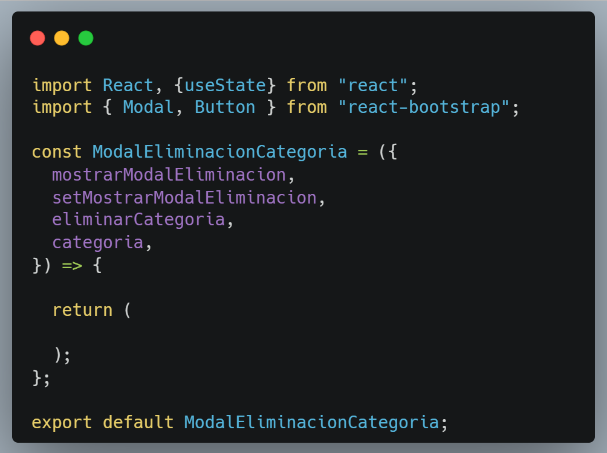 import React, {useState} from "react";
import { Modal, Button } from "react-bootstrap";
const ModalEliminacionCategoria = ({
  mostrarModalEliminacion,
  setMostrarModalEliminacion,
  eliminarCategoria,
  categoria,
}) => {
  return (
  );
};
export default ModalEliminacionCategoria;